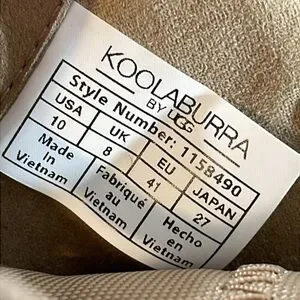 KOOLABURRA
BY UGG
Style Number: 1158490
USA UK EU JAPAN
10 8 41 27
Made in Vietnam
Fabriqué au Vietnam
Hecho en Vietnam